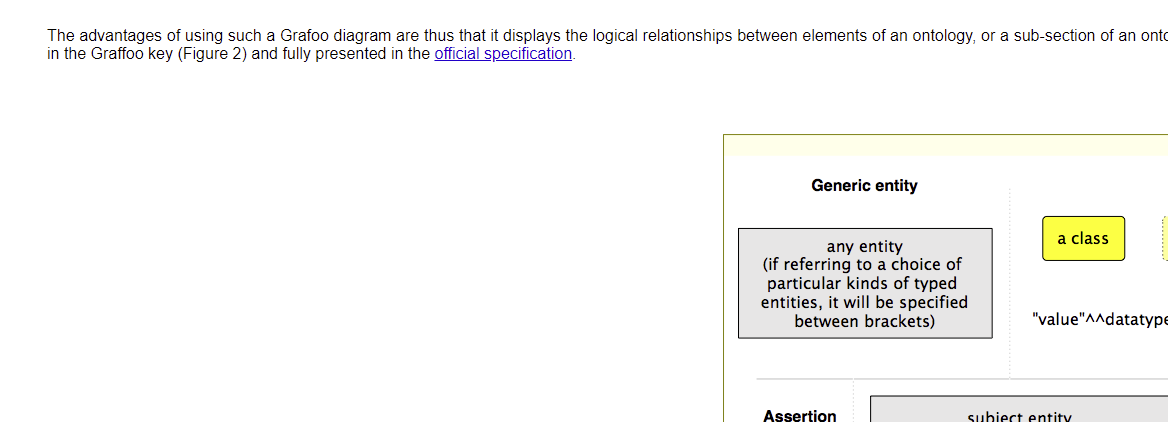 The advantages of using such a Grafoo diagram are thus that it displays the logical relationships between elements of an ontology, or a sub-section of an onto
in the Graffoo key (Figure 2) and fully presented in the official specification.
Generic entity
any entity
(if referring to a choice of
particular kinds of typed
entities, it will be specified
between brackets)
a class
"value"^^datatype
Assertion
subject entity